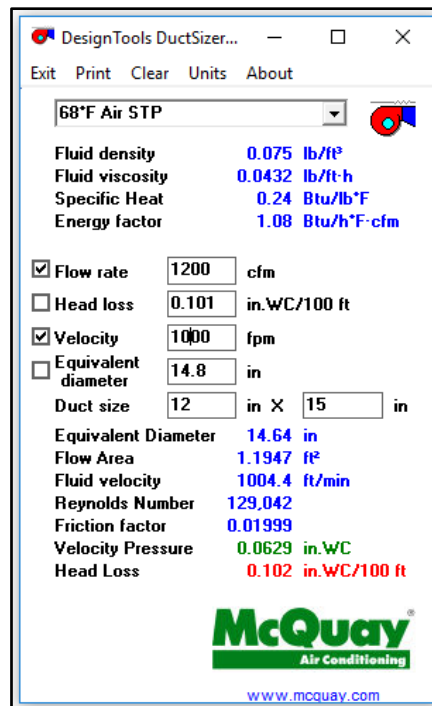 DesignTools DuctSizer...
Exit Print Clear Units About
68°F Air STP
Fluid density 0.075 lb/ft³
Fluid viscosity 0.0432 lb/ft·h
Specific Heat 0.24 Btu/lb°F
Energy factor 1.08 Btu/h°F·cfm
Flow rate 1200 cfm
Head loss 0.101 in.WC/100 ft
Velocity 1000 fpm
Equivalent diameter 14.8 in
Duct size 12 in X 15 in
Equivalent Diameter 14.64 in
Flow Area 1.1947 ft²
Fluid velocity 1004.4 ft/min
Reynolds Number 129,042
Friction factor 0.01999
Velocity Pressure 0.0629 in.WC
Head Loss 0.102 in.WC/100 ft
McQuay®
Air Conditioning
www.mcquay.com